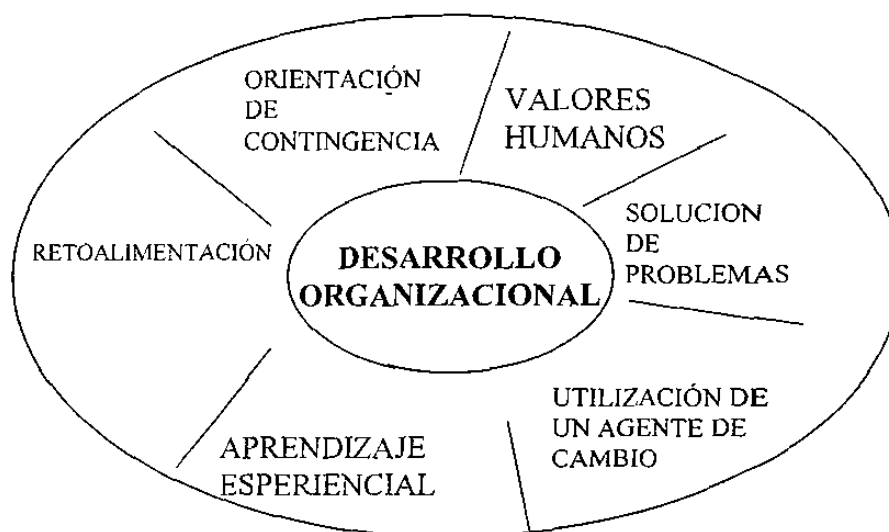 ORIENTACIÓN
DE
CONTINGENCIA
VALORES
HUMANOS
SOLUCION
DE
PROBLEMAS
UTILIZACIÓN DE
UN AGENTE DE
CAMBIO
APRENDIZAJE
ESPERIENCIAL
RETOALIMENTACIÓN
DESARROLLO
ORGANIZACIONAL